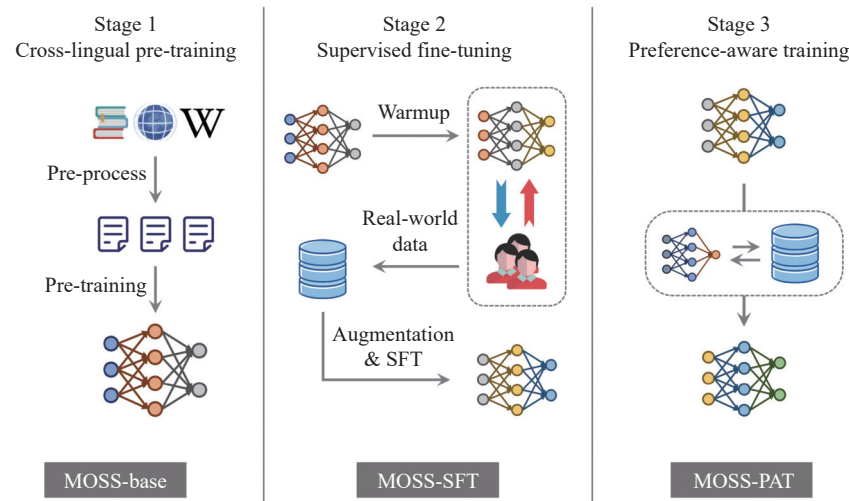 Stage 1
Cross-lingual pre-training
W
Pre-process
Pre-training
MOSS-base
Stage 2
Supervised fine-tuning
Warmup
Real-world
data
Augmentation
& SFT
MOSS-SFT
Stage 3
Preference-aware training
MOSS-PAT